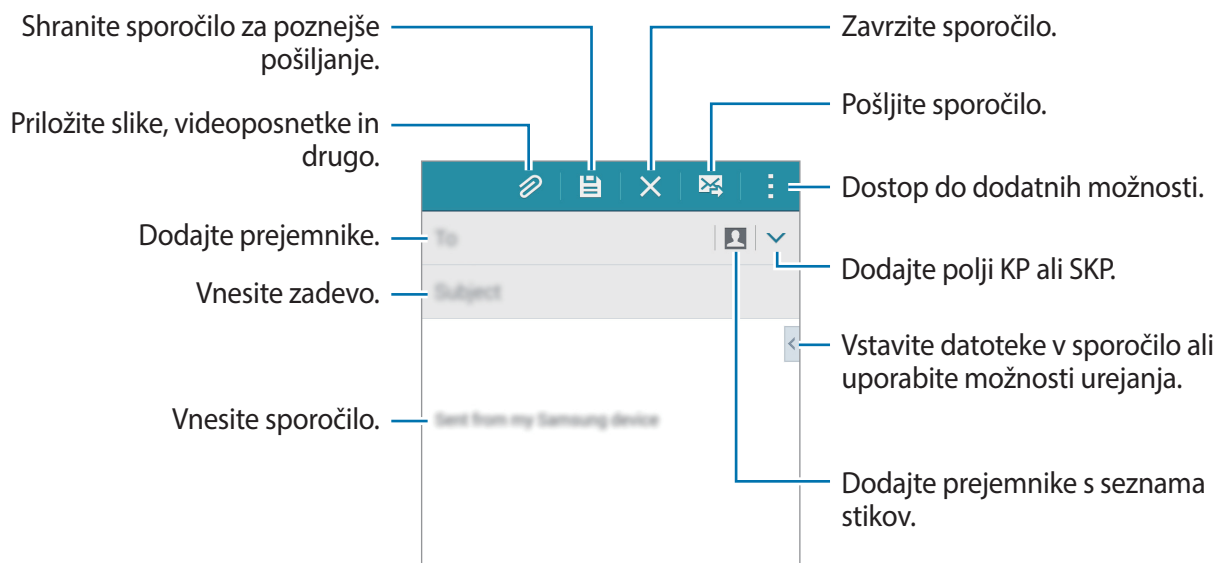 Shranite sporočilo za poznejše
pošiljanje.
Priložite slike, videoposnetke in
drugo.
Dodajte prejemnike.
Vnesite zadevo.
Vnesite sporočilo.
To
Subject
Sent from my Samsung device
Zavrzite sporočilo.
Pošljite sporočilo.
Dostop do dodatnih možnosti.
Dodajte polji KP ali SKP.
Vstavite datoteke v sporočilo ali
uporabite možnosti urejanja.
Dodajte prejemnike s seznama
stikov.